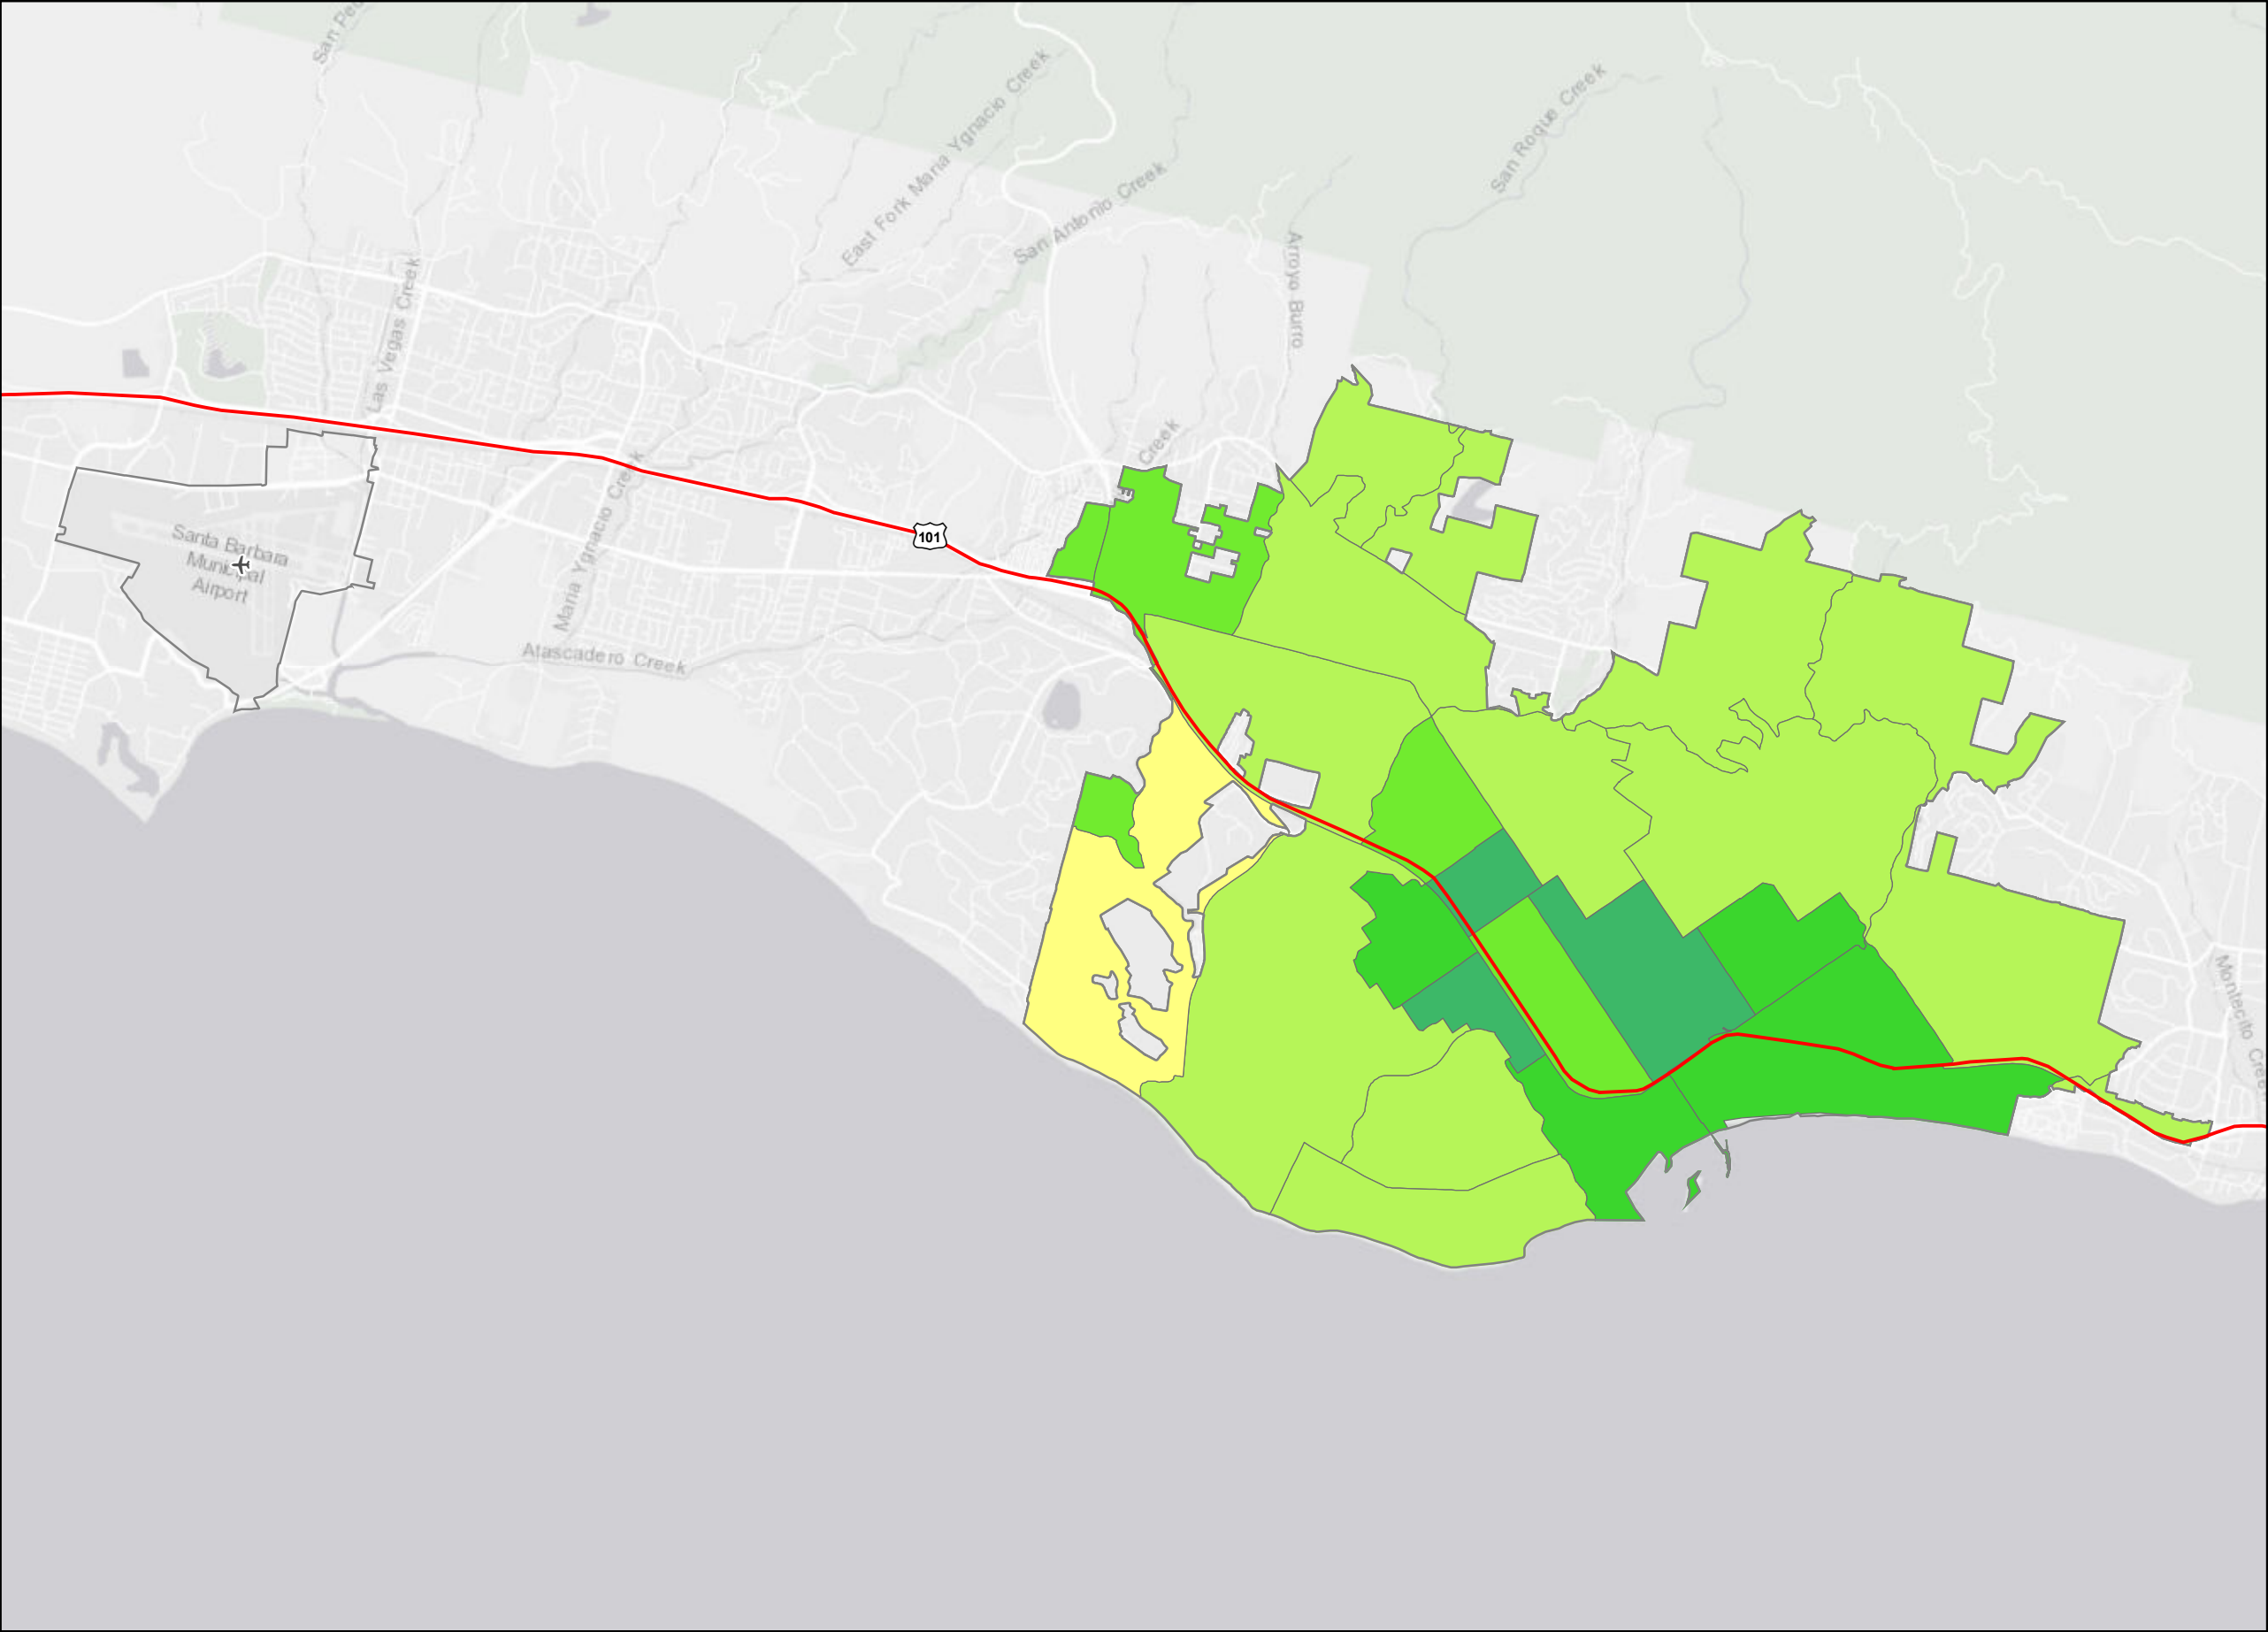 San Pe
East Fork Maria Ygnacio Creek
San Antonio Creek
San Roque Creek
Arroyo Burro
Las Vegas Creek
Creek
101
Santa Barbara
Municipal
Airport
Maria Ygnacio Creek
Atascadero Creek
Montecito Cree